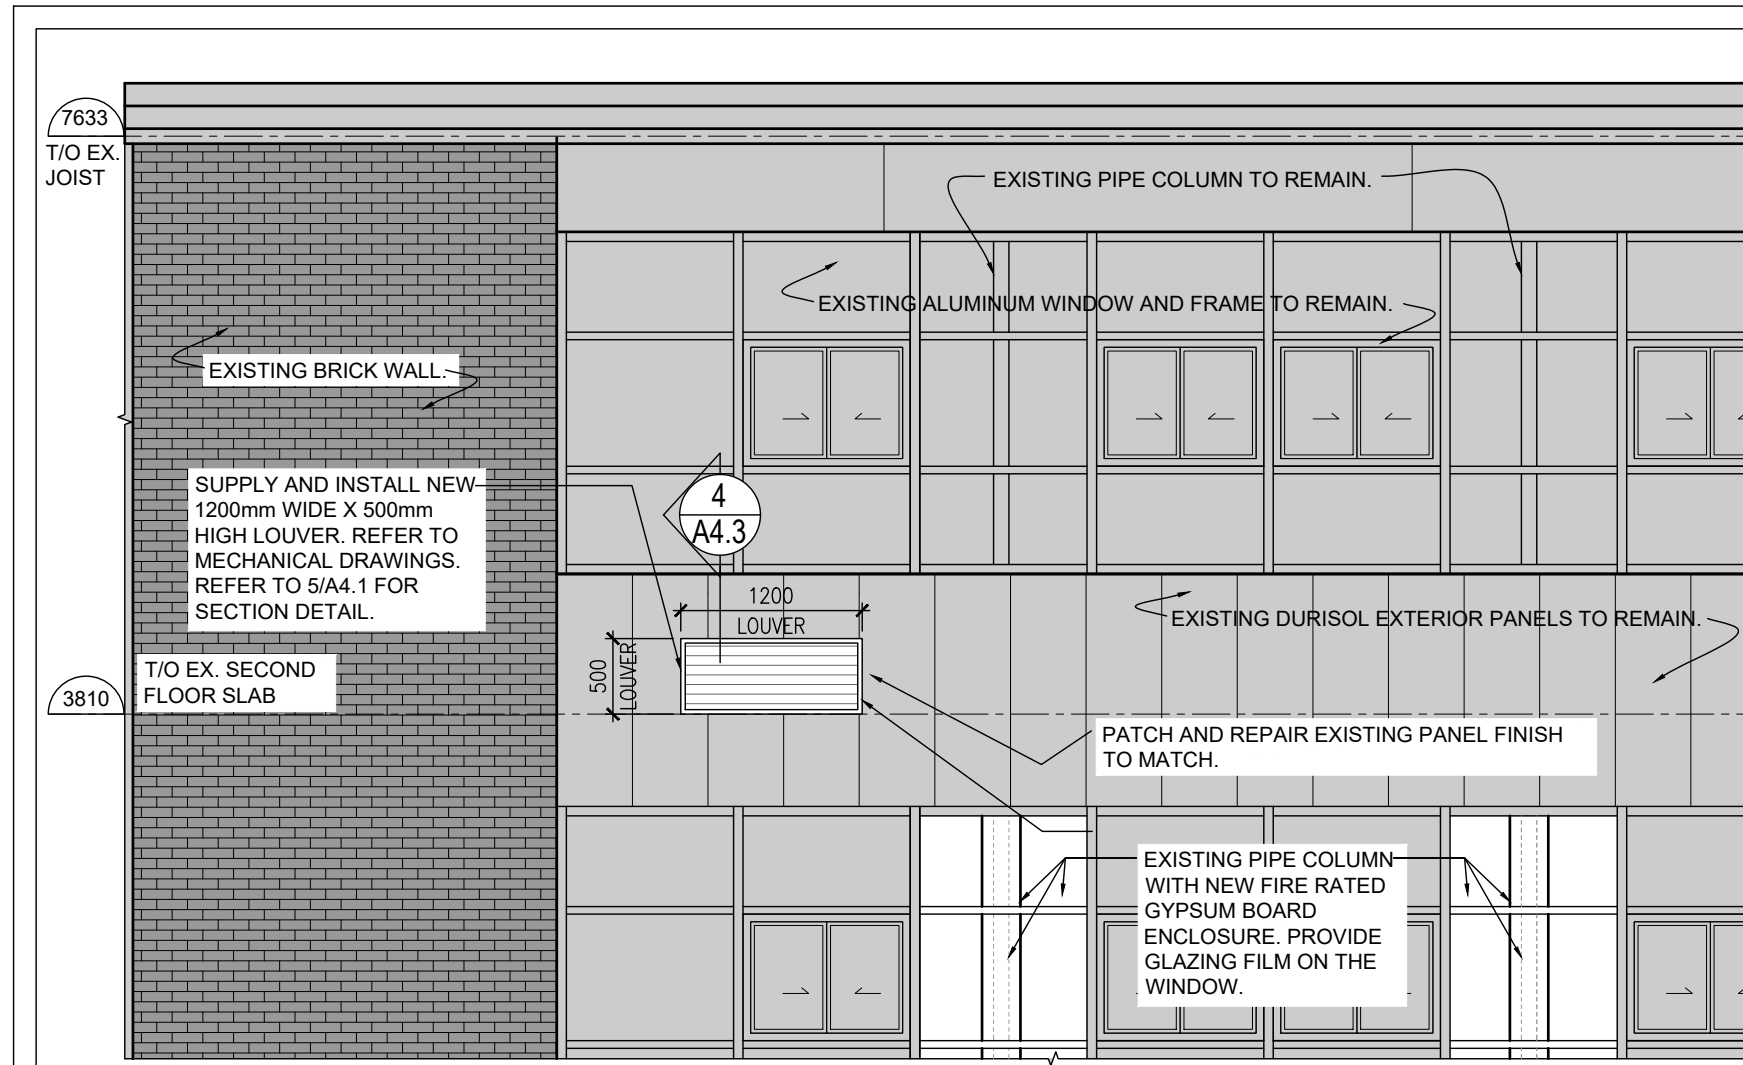 7633
T/O EX.
JOIST
EXISTING PIPE COLUMN TO REMAIN.
EXISTING ALUMINUM WINDOW AND FRAME TO REMAIN.
EXISTING BRICK WALL.
SUPPLY AND INSTALL NEW
1200mm WIDE X 500mm
HIGH LOUVER. REFER TO
MECHANICAL DRAWINGS.
REFER TO 5/A4.1 FOR
SECTION DETAIL.
4
A4.3
1200
LOUVER
500
LOUVER
EXISTING DURISOL EXTERIOR PANELS TO REMAIN.
T/O EX. SECOND
FLOOR SLAB
3810
PATCH AND REPAIR EXISTING PANEL FINISH
TO MATCH.
EXISTING PIPE COLUMN
WITH NEW FIRE RATED
GYPSUM BOARD
ENCLOSURE. PROVIDE
GLAZING FILM ON THE
WINDOW.